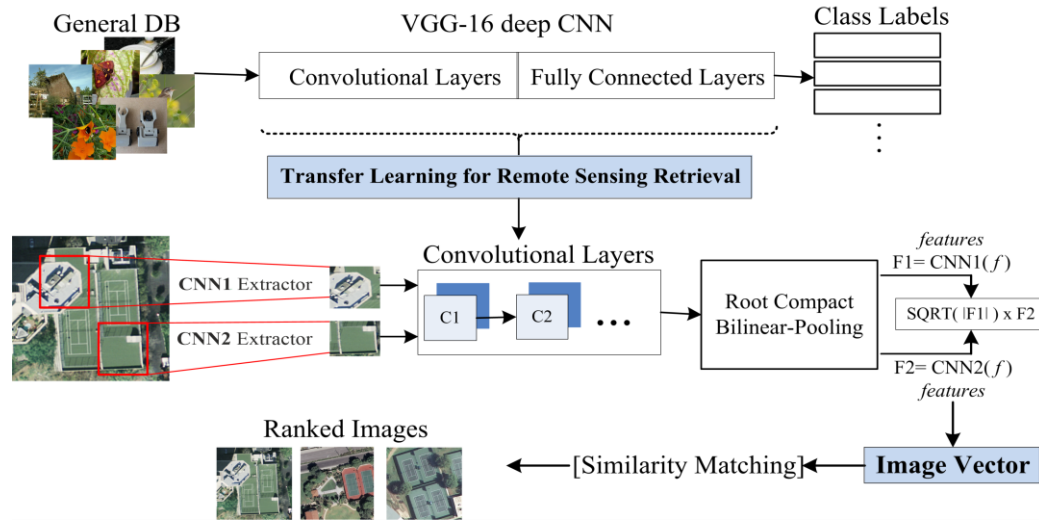 General DB
VGG-16 deep CNN
Class Labels
Convolutional Layers
Fully Connected Layers
Transfer Learning for Remote Sensing Retrieval
Convolutional Layers
CNN1 Extractor
CNN2 Extractor
C1
C2
Root Compact
Bilinear-Pooling
features
F1= CNN1(f)
SQRT( |F1| ) x F2
F2= CNN2(f)
features
Ranked Images
[Similarity Matching]
Image Vector